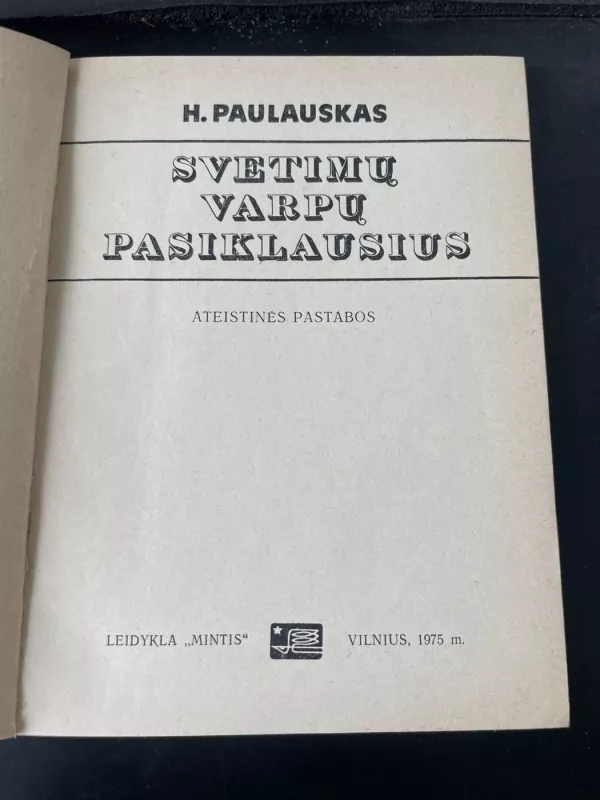 H. PAULAUSKAS
SVETIMŲ
VARPŲ
PASIKLAUSIUS
ATEISTINĖS PASTABOS
LEIDYKLA „MINTIS“ VILNIUS, 1975 m.